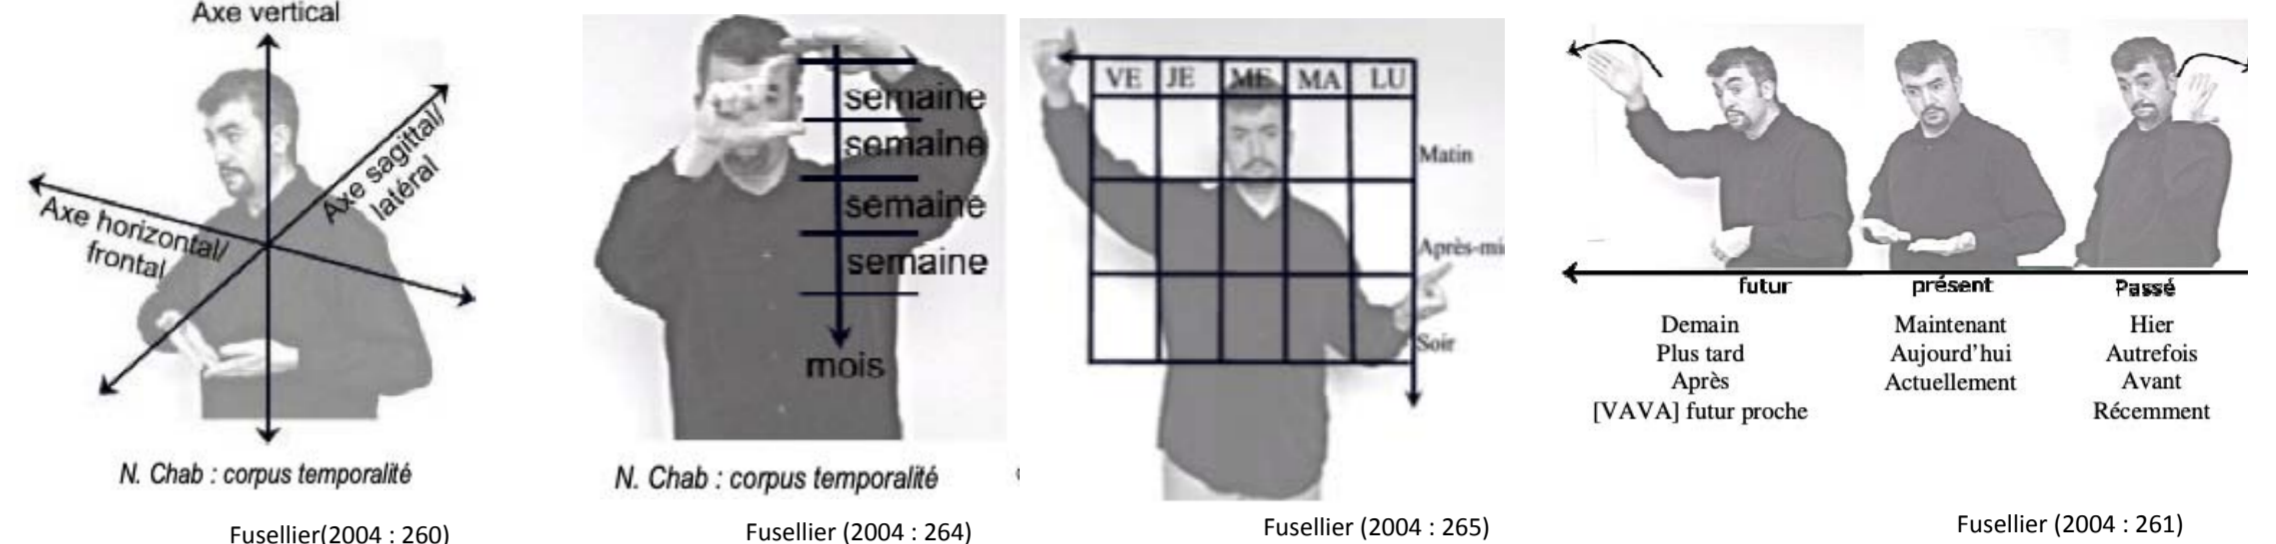 Axe vertical
Axe sagittal/
latéral
Axe horizontal/
frontal
N. Chab : corpus temporalité
Fusellier(2004 : 260)
semaine
semaine
semaine
semaine
mois
N. Chab : corpus temporalité
Fusellier (2004 : 264)
VE JE ME MA LU
Matin
Après-mi
Soir
Fusellier (2004 : 265)
futur présent Passé
Demain Maintenant Hier
Plus tard Aujourd'hui Autrefois
Après Actuellement Avant
[VAVA] futur proche Récemment
Fusellier (2004 : 261)